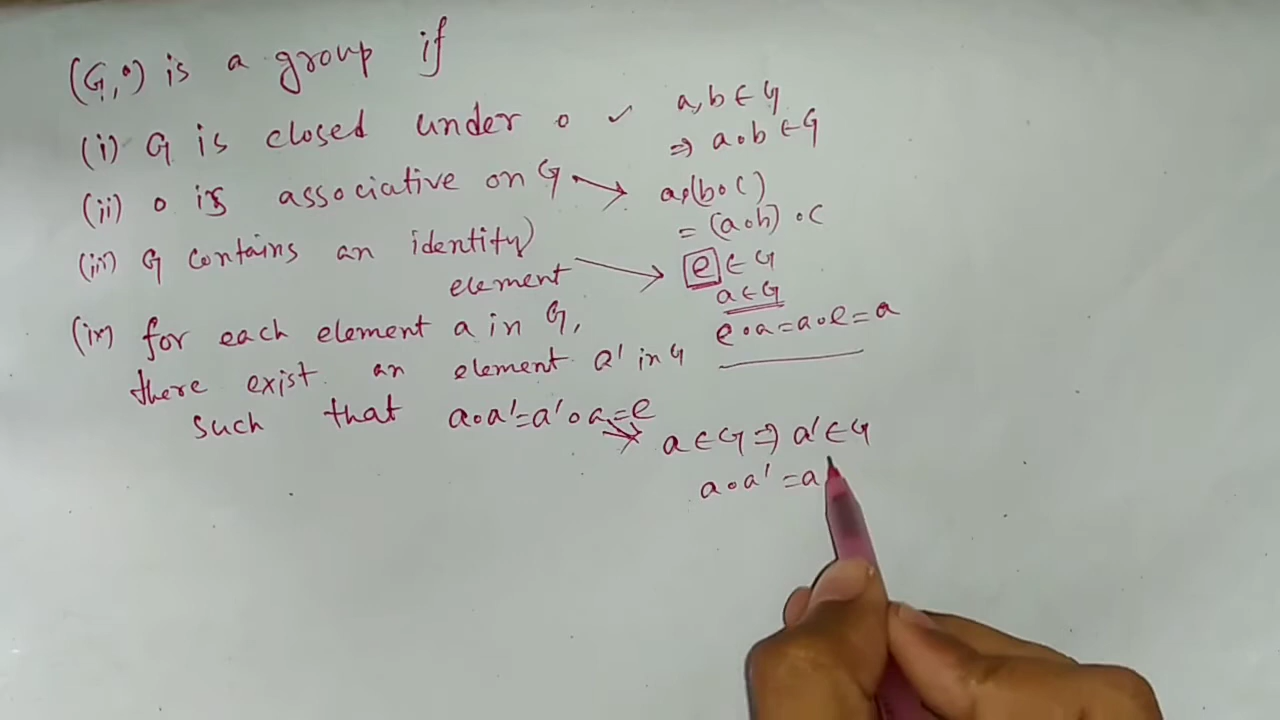 (G,∘) is a group if
(i) G is closed under ∘ ✓
a,b ∈ G
⇒ a∘b ∈ G
(ii) ∘ is associative on G →
a∘(b∘c)
= (a∘b)∘c
(iii) G contains an identity
element →
e ∈ G
a ∈ G
e∘a=a∘e=a
(iv) for each element a in G,
there exist an element a' in G
such that a∘a'=a'∘a=e →
a ∈ G ⇒ a' ∈ G
a∘a' =a